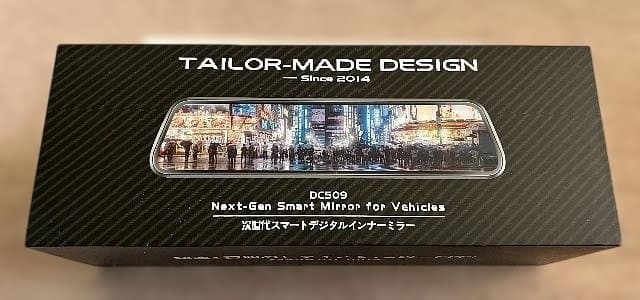 TAILOR-MADE DESIGN
Since 2014
DC509
Next-Gen Smart Mirror for Vehicles
次世代スマートデジタルインナーミラー